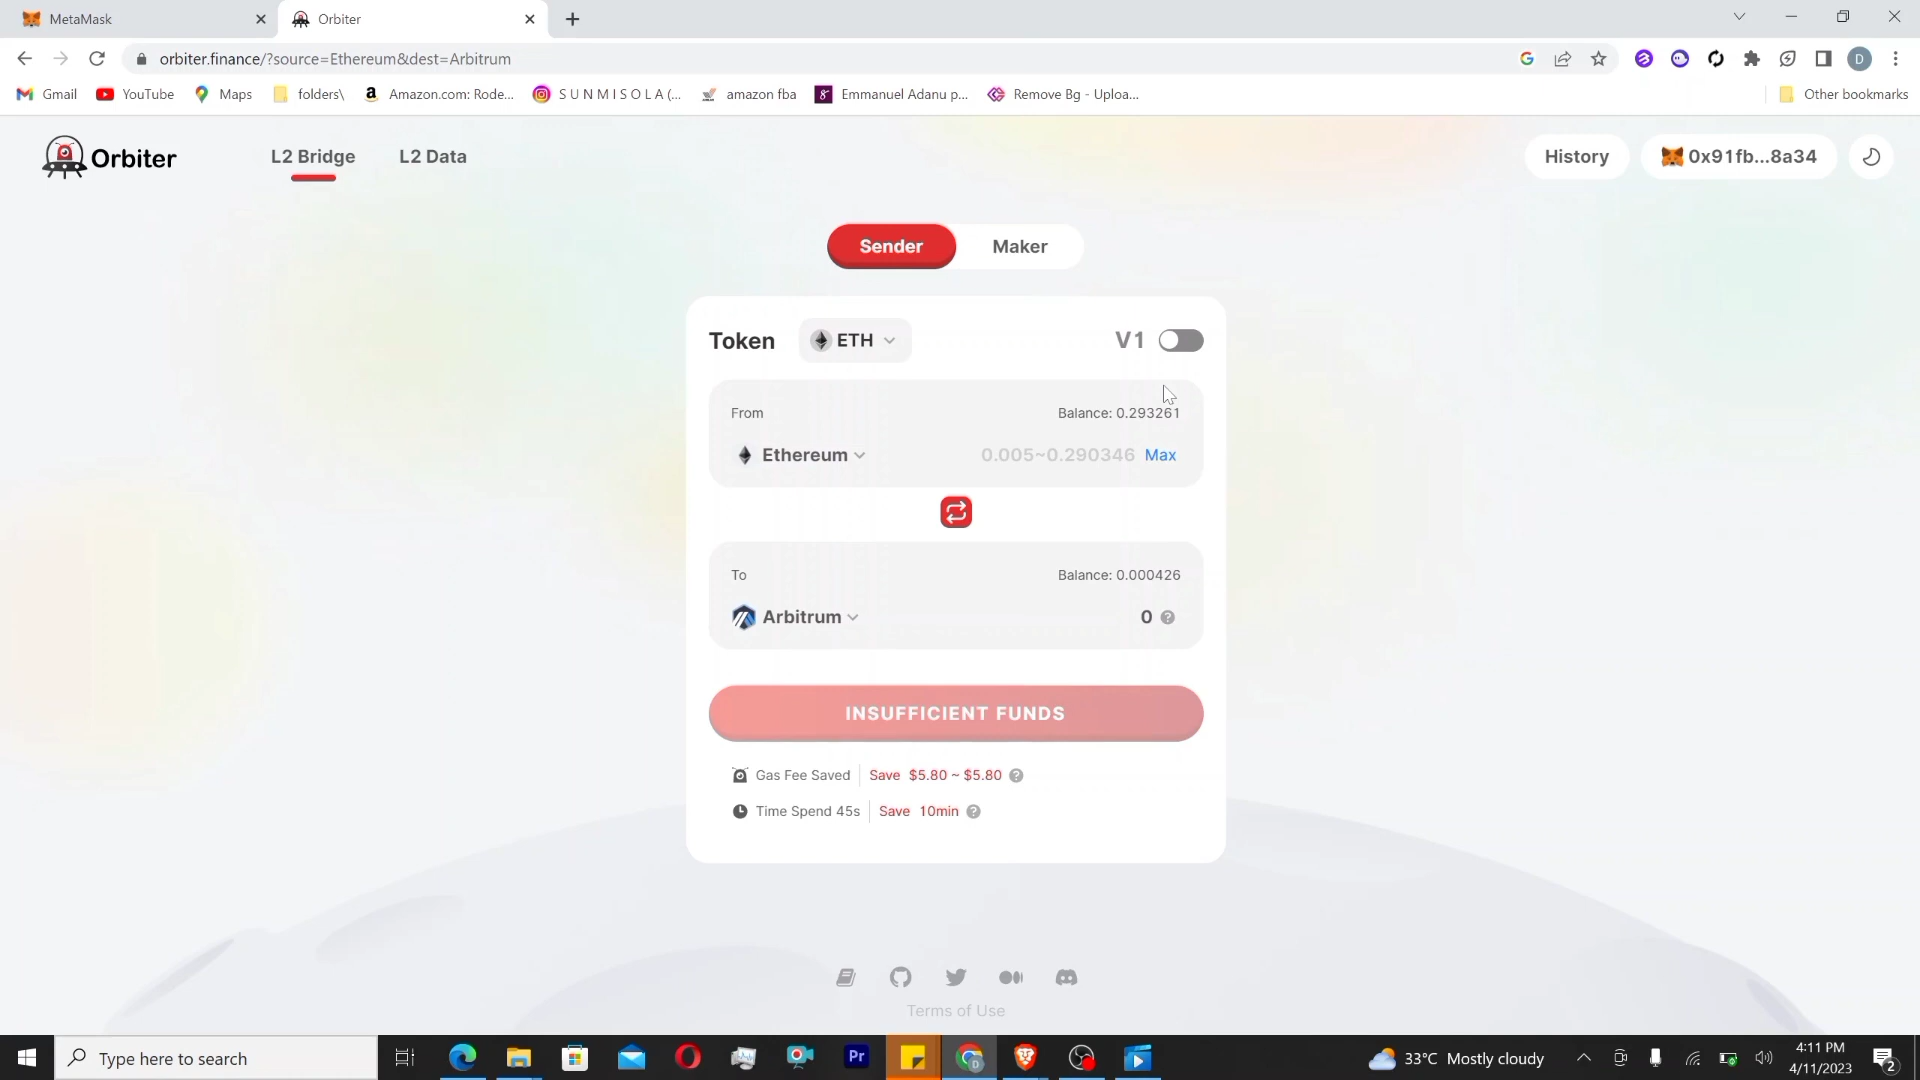 MetaMask
Orbiter
orbiter.finance/?source=Ethereum&dest=Arbitrum
G
D
Gmail
YouTube
Maps
folders\
Amazon.com: Rode...
S U N M I S O L A (...
amazon fba
Emmanuel Adanu p...
Remove Bg - Uploa...
Other bookmarks
Orbiter
L2 Bridge
L2 Data
History
0x91fb...8a34
Sender
Maker
Token
ETH
V1
From
Balance: 0.293261
Ethereum
0.005~0.290346
Max
To
Balance: 0.000426
Arbitrum
0
INSUFFICIENT FUNDS
Gas Fee Saved
Save $5.80 ~ $5.80
Time Spend 45s
Save 10min
Terms of Use
Type here to search
Pr
33°C Mostly cloudy
4:11 PM
4/11/2023
2